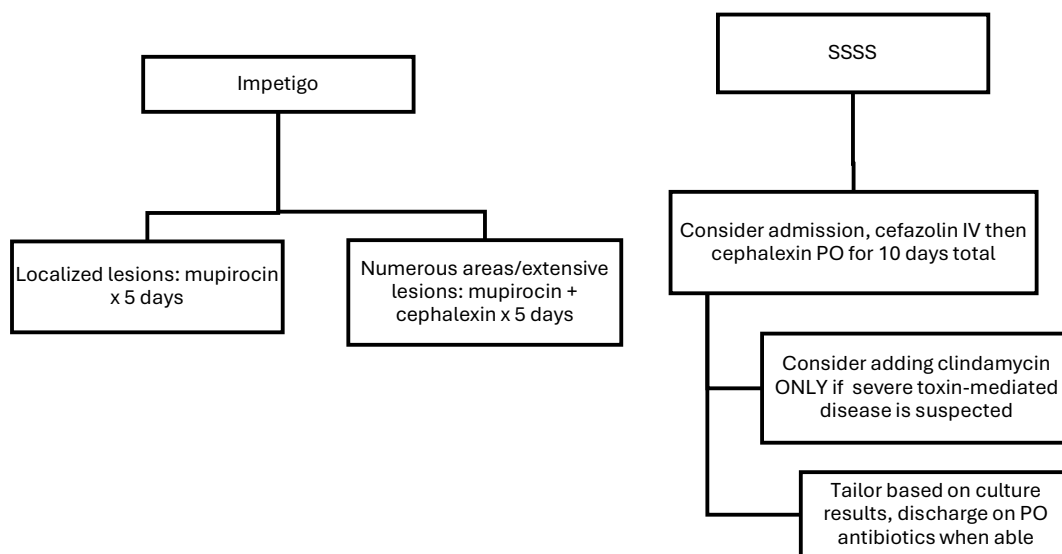 Impetigo
Localized lesions: mupirocin
x 5 days
Numerous areas/extensive
lesions: mupirocin +
cephalexin x 5 days
SSSS
Consider admission, cefazolin IV then
cephalexin PO for 10 days total
Consider adding clindamycin
ONLY if severe toxin-mediated
disease is suspected
Tailor based on culture
results, discharge on PO
antibiotics when able